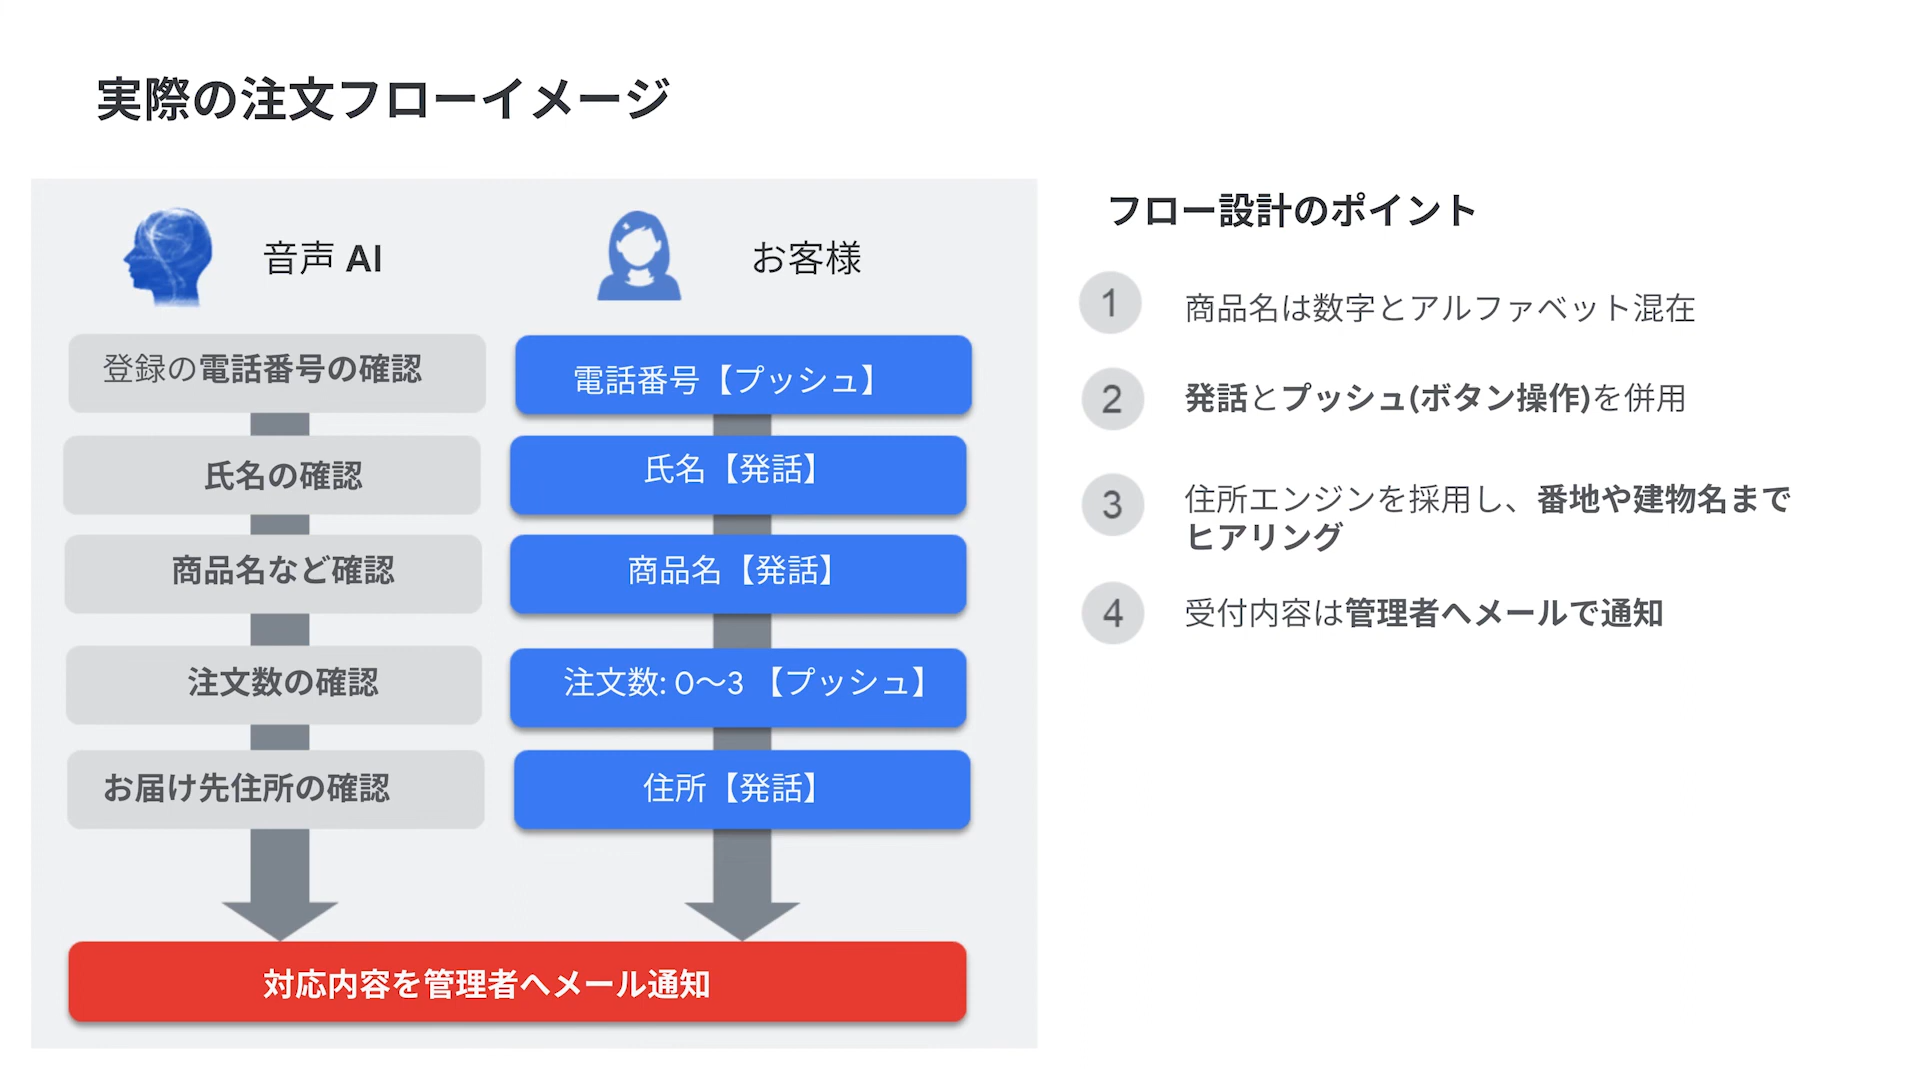 実際の注文フローイメージ
音声 AI
お客様
登録の電話番号の確認
電話番号【プッシュ】
氏名の確認
氏名【発話】
商品名など確認
商品名【発話】
注文数の確認
注文数: 0〜3 【プッシュ】
お届け先住所の確認
住所【発話】
対応内容を管理者へメール通知
フロー設計のポイント
1 商品名は数字とアルファベット混在
2 発話とプッシュ(ボタン操作)を併用
3 住所エンジンを採用し、番地や建物名まで
ヒアリング
4 受付内容は管理者へメールで通知